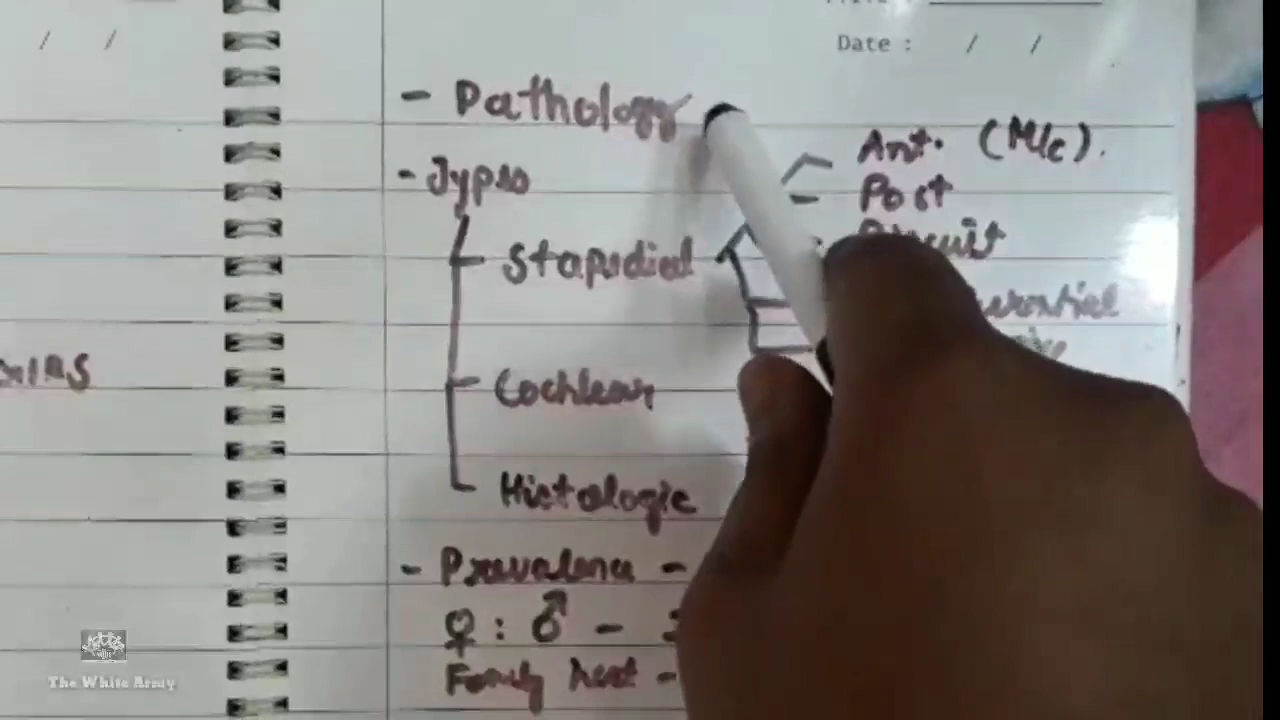 Date : / /
/ /
- Pathology
Ant. (M/c).
- Types
Post
Stapedial
Cochlear
Histologic
- Prevalence -
♀ : ♂ -
Family hist -
The White Army